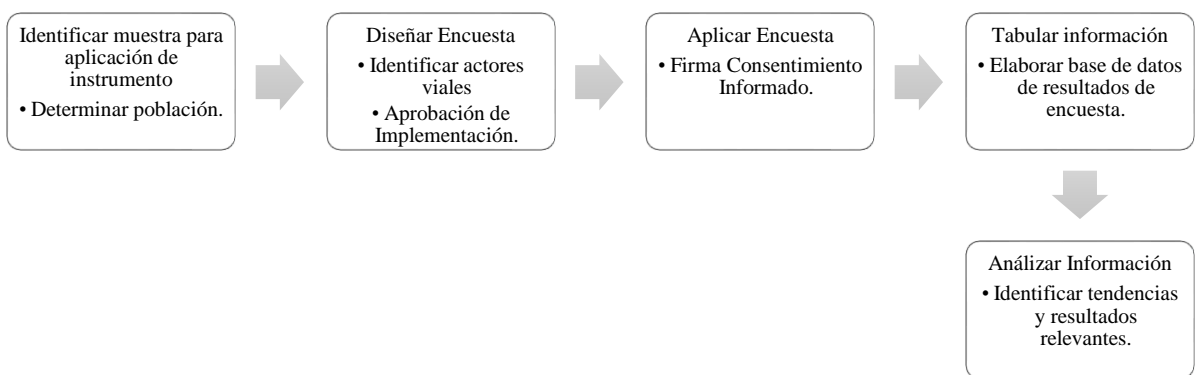 Identificar muestra para
aplicación de
instrumento
• Determinar población.
Diseñar Encuesta
• Identificar actores
viales
• Aprobación de
Implementación.
Aplicar Encuesta
• Firma Consentimiento
Informado.
Tabular información
• Elaborar base de datos
de resultados de
encuesta.
Análizar Información
• Identificar tendencias
y resultados
relevantes.